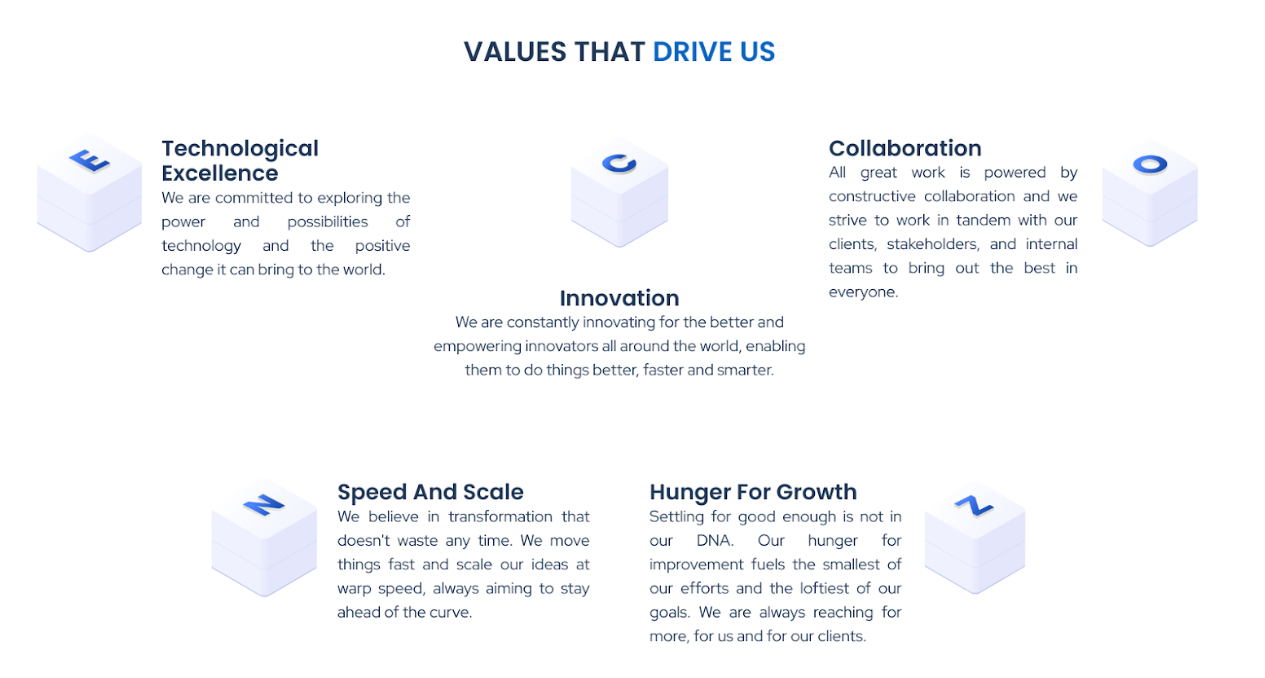 VALUES THAT DRIVE US
E
Technological
Excellence
We are committed to exploring the
power and possibilities of
technology and the positive
change it can bring to the world.
C
Innovation
We are constantly innovating for the better and
empowering innovators all around the world, enabling
them to do things better, faster and smarter.
Collaboration
All great work is powered by
constructive collaboration and we
strive to work in tandem with our
clients, stakeholders, and internal
teams to bring out the best in
everyone.
O
N
Speed And Scale
We believe in transformation that
doesn't waste any time. We move
things fast and scale our ideas at
warp speed, always aiming to stay
ahead of the curve.
Hunger For Growth
Settling for good enough is not in
our DNA. Our hunger for
improvement fuels the smallest of
our efforts and the loftiest of our
goals. We are always reaching for
more, for us and for our clients.
Z